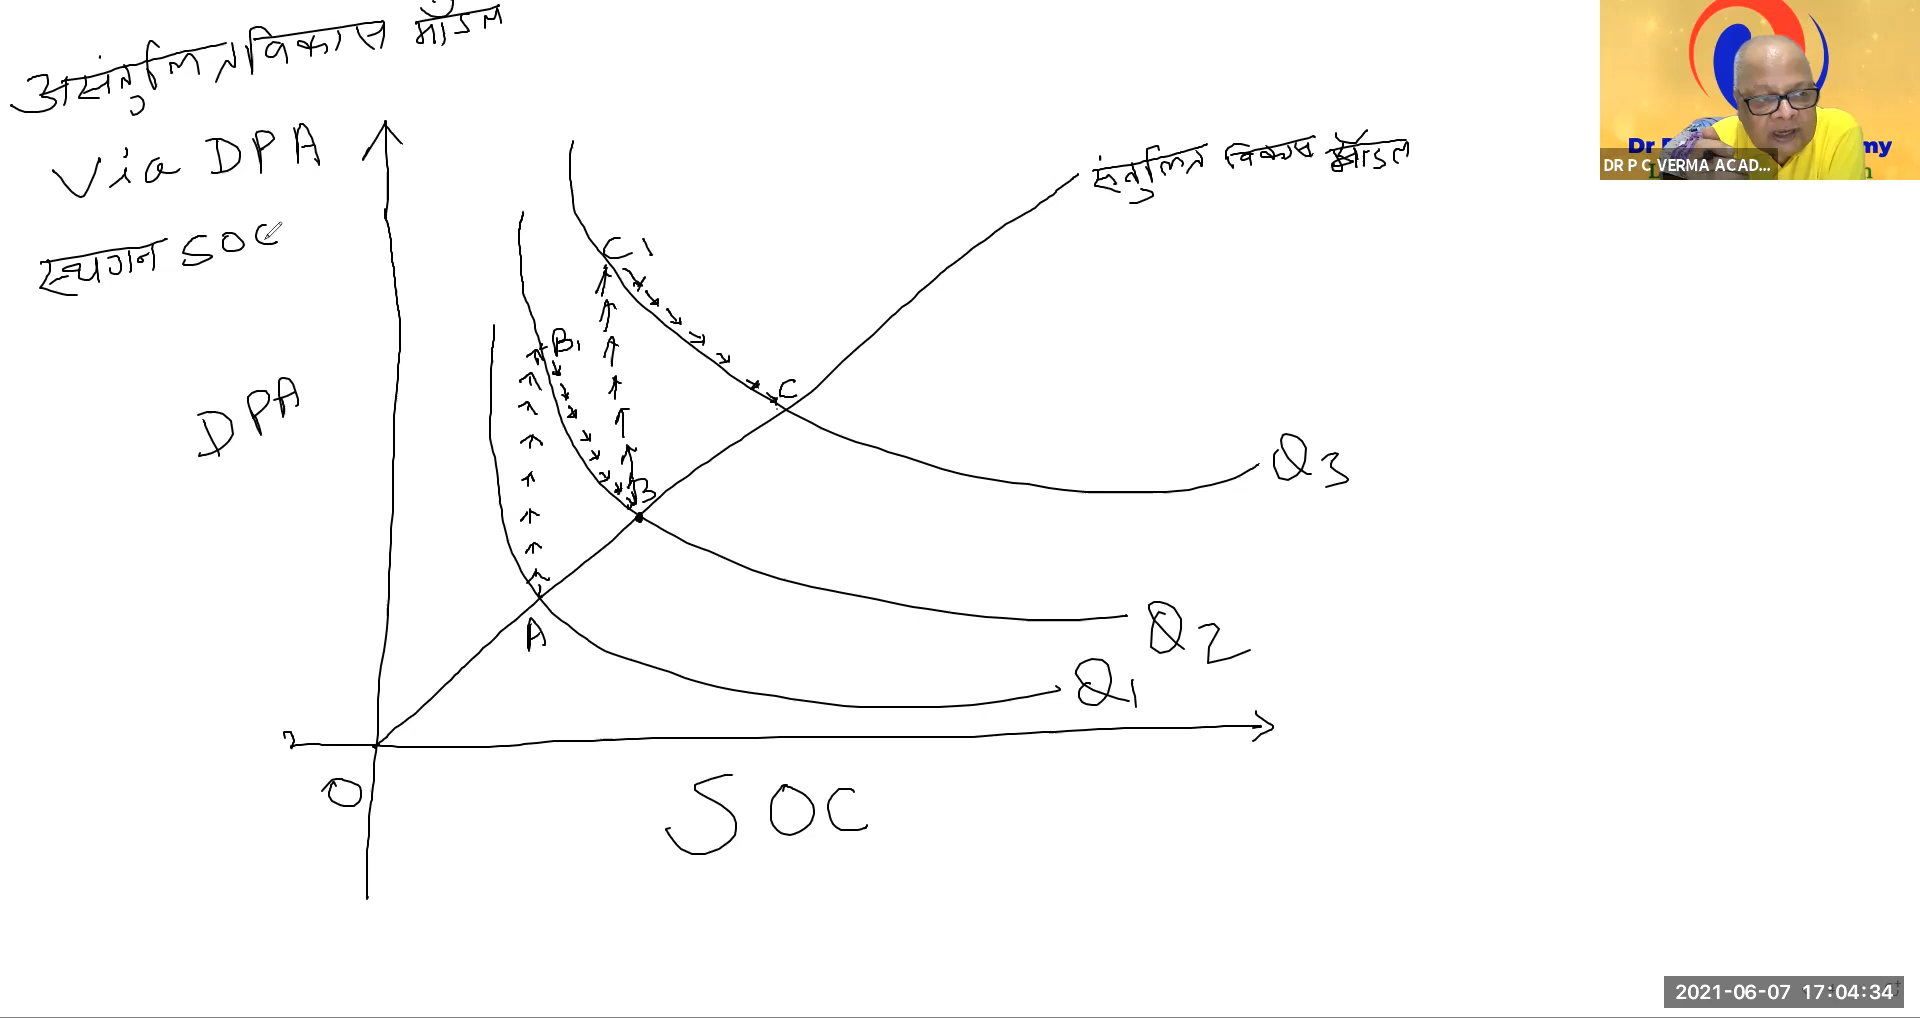 असंतुलित विकास मॉडल
Via DPA
स्थगन SOC
संतुलित विकास मॉडल
DPA
C1
B1
C
B
A
Q3
Q2
Q1
O
SOC
DR P C VERMA ACAD...
2021-06-07 17:04:34